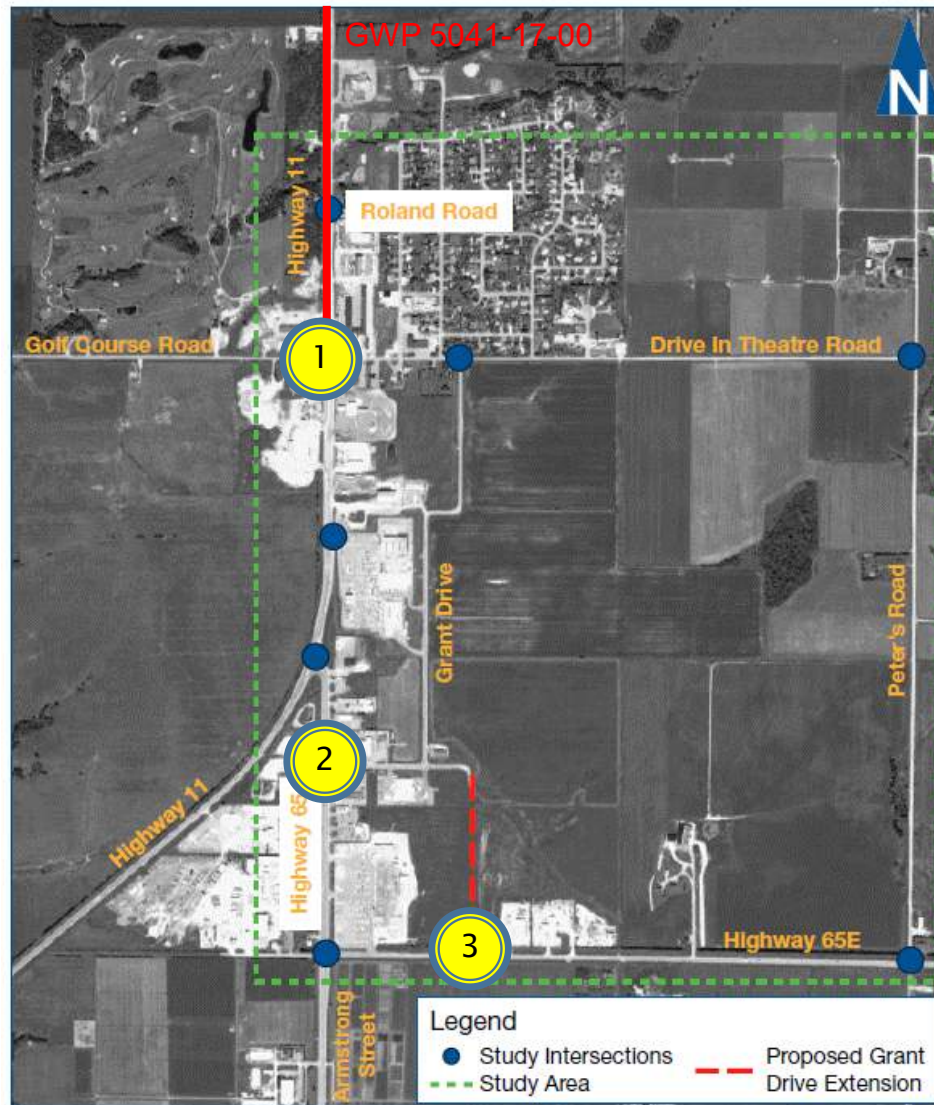 GWP 5041-17-00
N
Highway 11
Roland Road
Golf Course Road
1
Drive In Theatre Road
Grant Drive
Peter's Road
2
Highway 11
Highway 65
3
Highway 65E
Armstrong
Street
Legend
Study Intersections
Study Area
Proposed Grant
Drive Extension